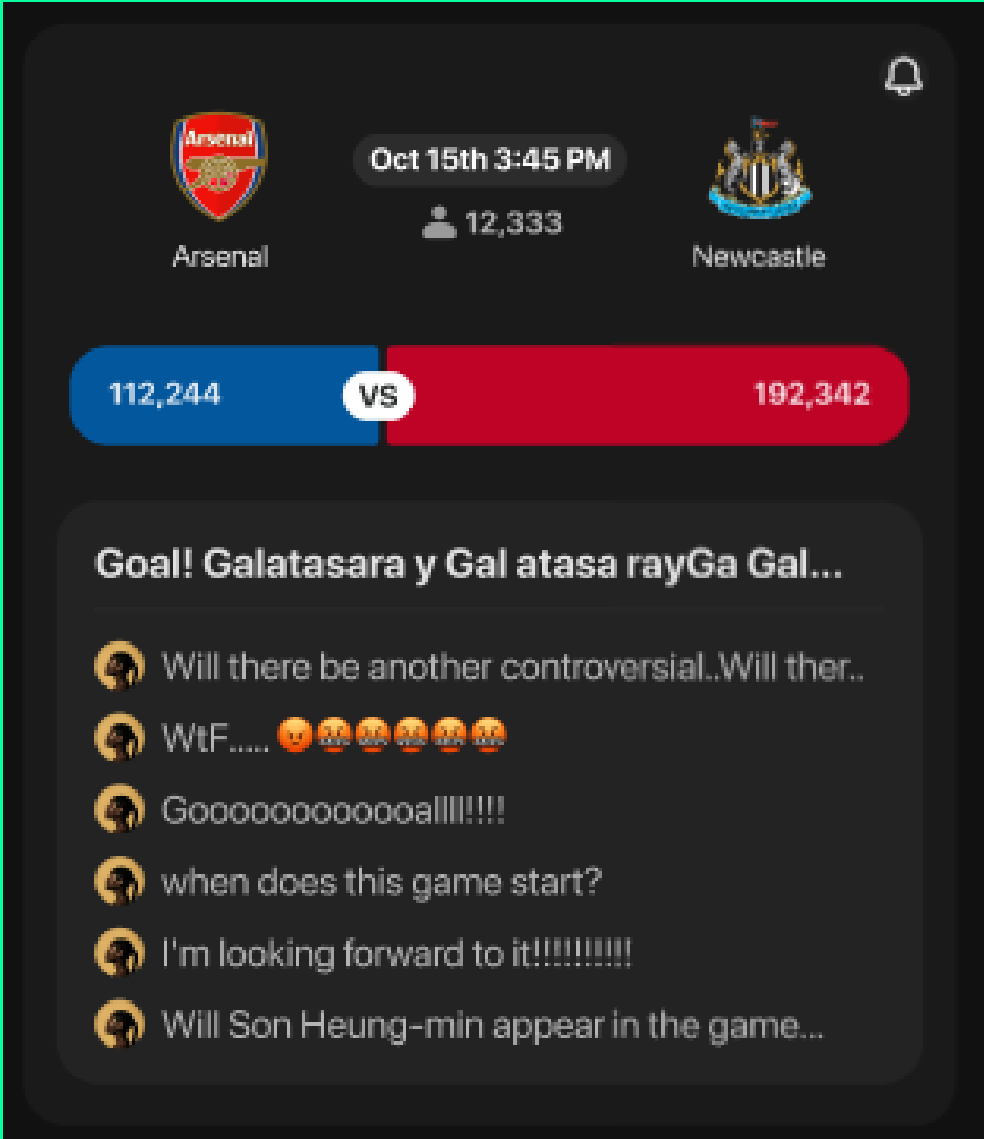 Arsenal
Oct 15th 3:45 PM
12,333
Arsenal
Newcastle
112,244
VS
192,342
Goal! Galatasara y Gal atasa rayGa Gal...
Will there be another controversial..Will ther..
WtF..... 😡🤬🤬🤬🤬🤬
Goooooooooooallll!!!!
when does this game start?
I'm looking forward to it!!!!!!!!!!
Will Son Heung-min appear in the game...